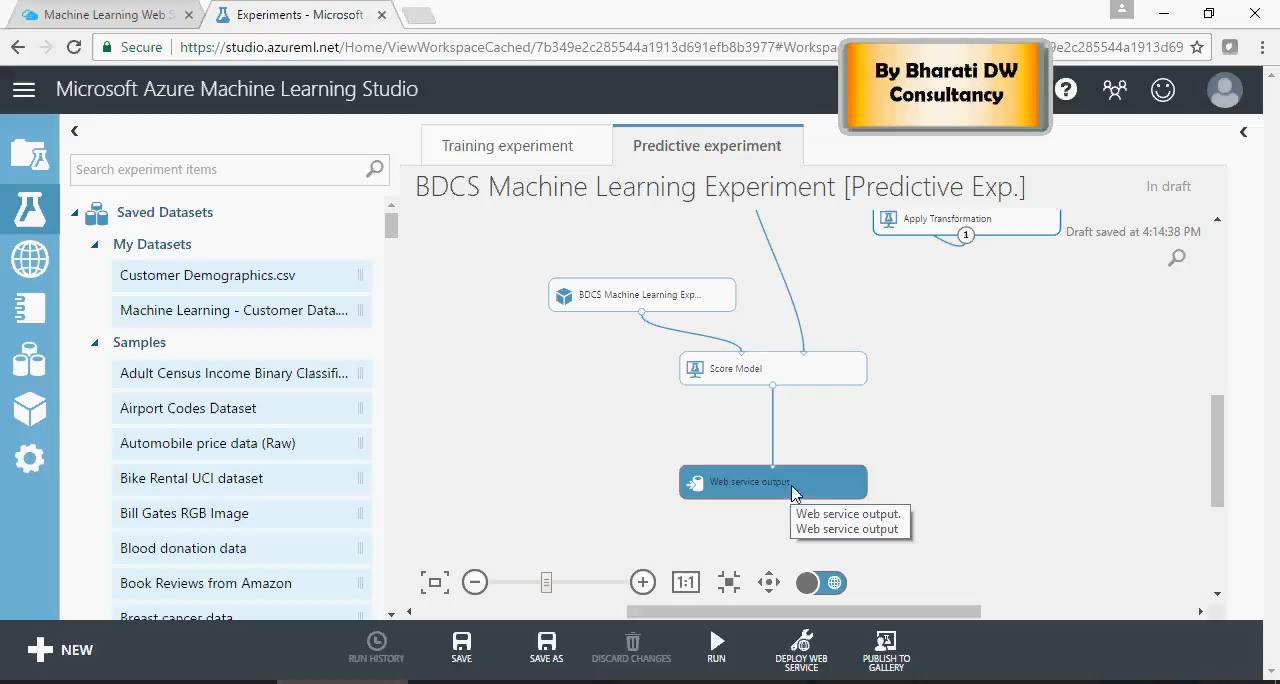 Machine Learning Web S
Experiments - Microsoft
Secure
https://studio.azureml.net/Home/ViewWorkspaceCached/7b349e2c285544a1913d691efb8b3977#Workspa
9e2c285544a1913d69
By Bharati DW
Consultancy
Microsoft Azure Machine Learning Studio
?
Training experiment
Predictive experiment
Search experiment items
BDCS Machine Learning Experiment [Predictive Exp.]
In draft
Saved Datasets
Apply Transformation
1
Draft saved at 4:14:38 PM
My Datasets
Customer Demographics.csv
BDCS Machine Learning Exp...
Machine Learning - Customer Data....
Samples
Score Model
Adult Census Income Binary Classifi...
Airport Codes Dataset
Automobile price data (Raw)
Bike Rental UCI dataset
Web service output
Bill Gates RGB Image
Web service output.
Web service output
Blood donation data
Book Reviews from Amazon
1:1
Breast cancer data
NEW
RUN HISTORY
SAVE
SAVE AS
DISCARD CHANGES
RUN
DEPLOY WEB
SERVICE
PUBLISH TO
GALLERY